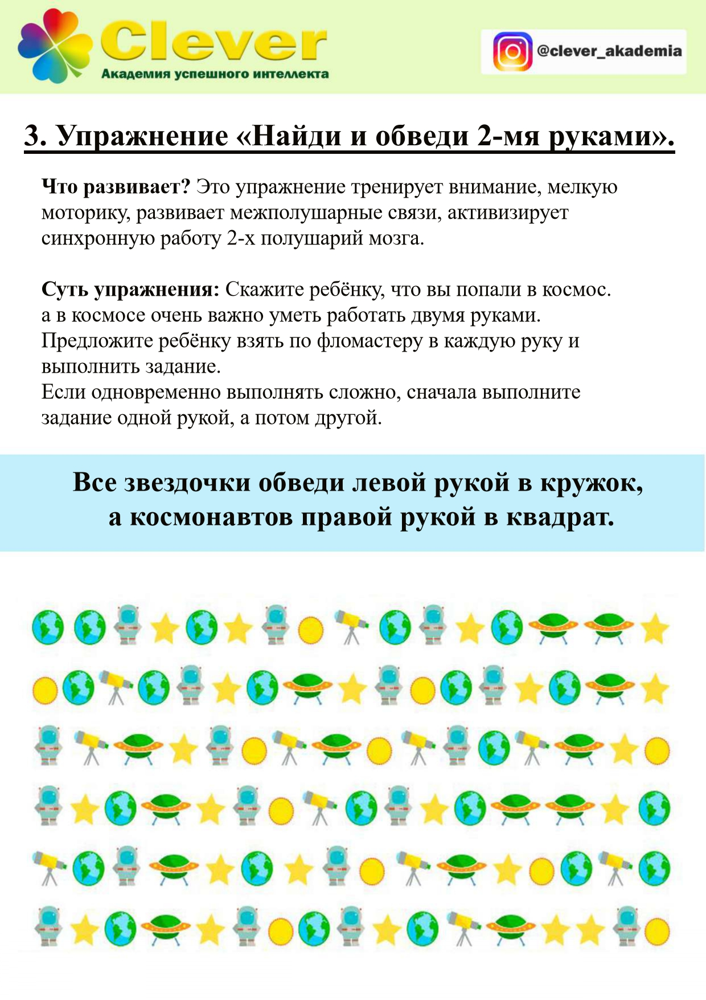 Clever
Академия успешного интеллекта
@clever_akademia
3. Упражнение «Найди и обведи 2-мя руками».
Что развивает? Это упражнение тренирует внимание, мелкую
моторику, развивает межполушарные связи, активизирует
синхронную работу 2-х полушарий мозга.
Суть упражнения: Скажите ребёнку, что вы попали в космос.
а в космосе очень важно уметь работать двумя руками.
Предложите ребёнку взять по фломастеру в каждую руку и
выполнить задание.
Если одновременно выполнять сложно, сначала выполните
задание одной рукой, а потом другой.
Все звездочки обведи левой рукой в кружок,
а космонавтов правой рукой в квадрат.